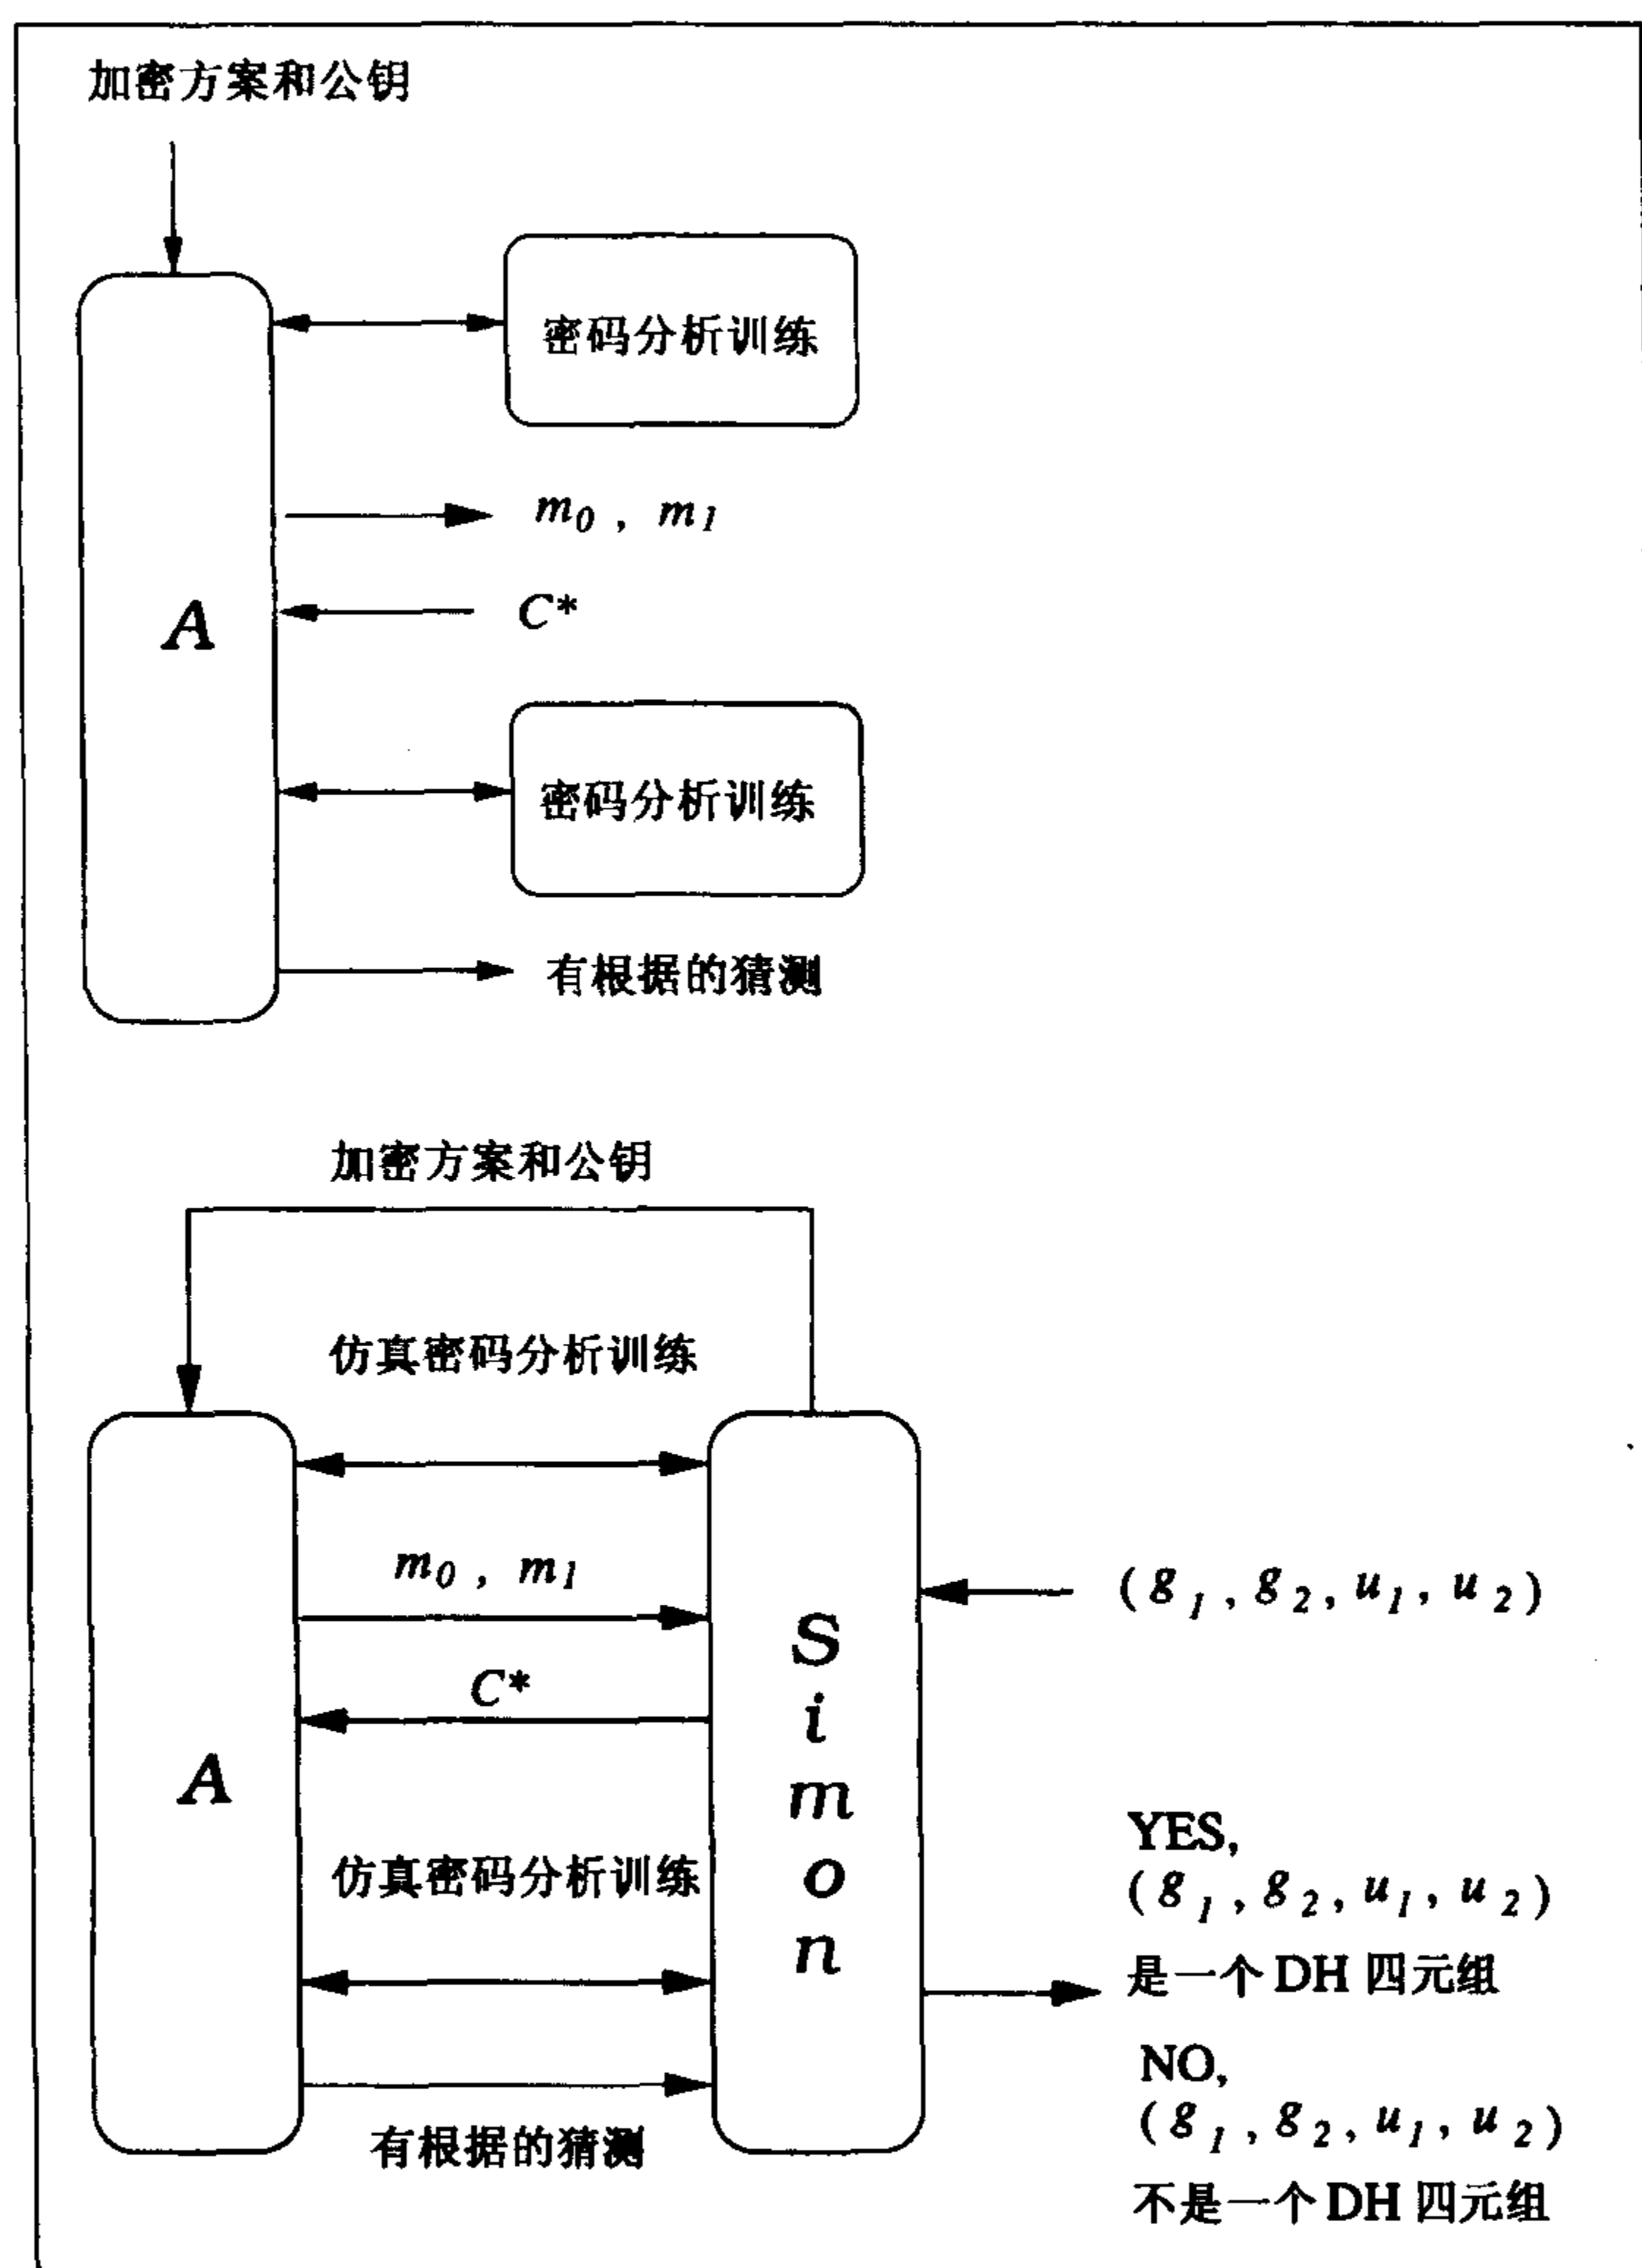 加密方案和公钥
密码分析训练
m₀ , m₁
A
C*
密码分析训练
有根据的猜测
加密方案和公钥
仿真密码分析训练
m₀ , m₁
(g₁, g₂, u₁, u₂)
C*
A
Simon
仿真密码分析训练
YES,
(g₁, g₂, u₁, u₂)
是一个 DH 四元组
有根据的猜测
NO,
(g₁, g₂, u₁, u₂)
不是一个 DH 四元组